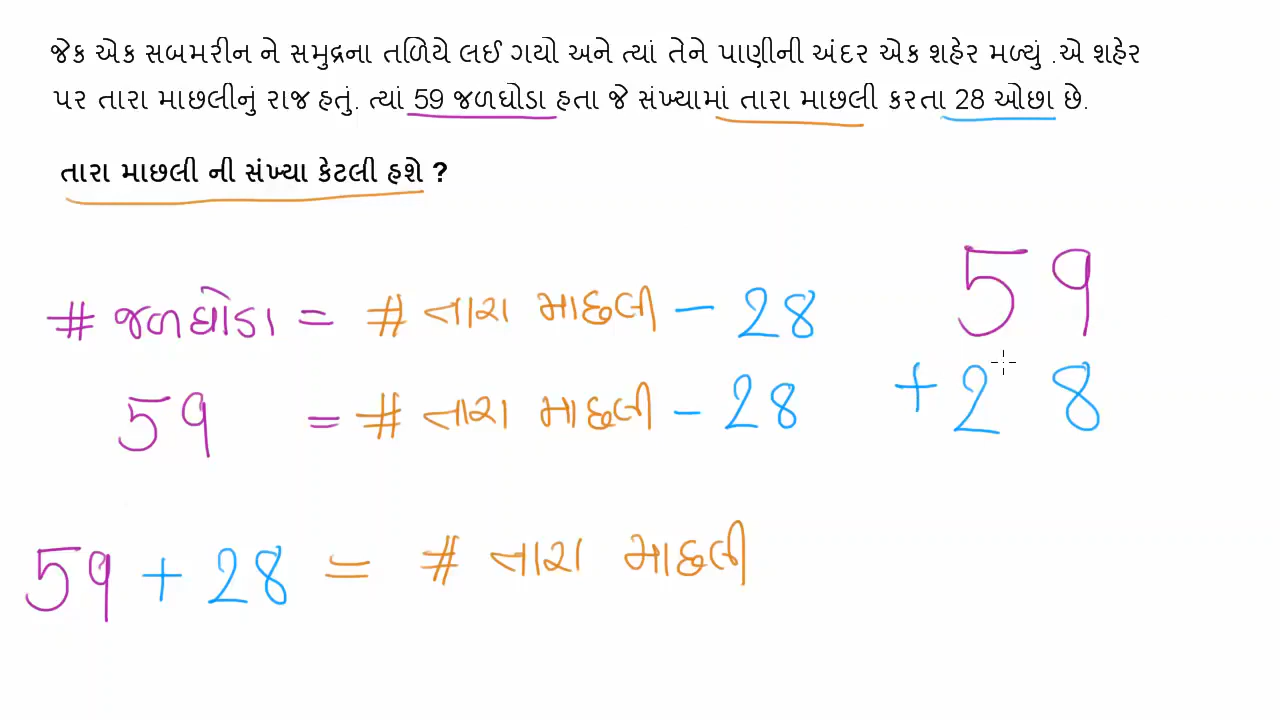 જેક એક સબમરીન ને સમુદ્રના તળિયે લઈ ગયો અને ત્યાં તેને પાણીની અંદર એક શહેર મળ્યું .એ શહેર
પર તારા માછલીનું રાજ હતું. ત્યાં 59 જળઘોડા હતા જે સંખ્યામાં તારા માછલી કરતા 28 ઓછા છે.
તારા માછલી ની સંખ્યા કેટલી હશે ?
# જળઘોડા = # તારા માછલી - 28
59 = # તારા માછલી - 28
59 + 28 = # તારા માછલી
59
+ 28